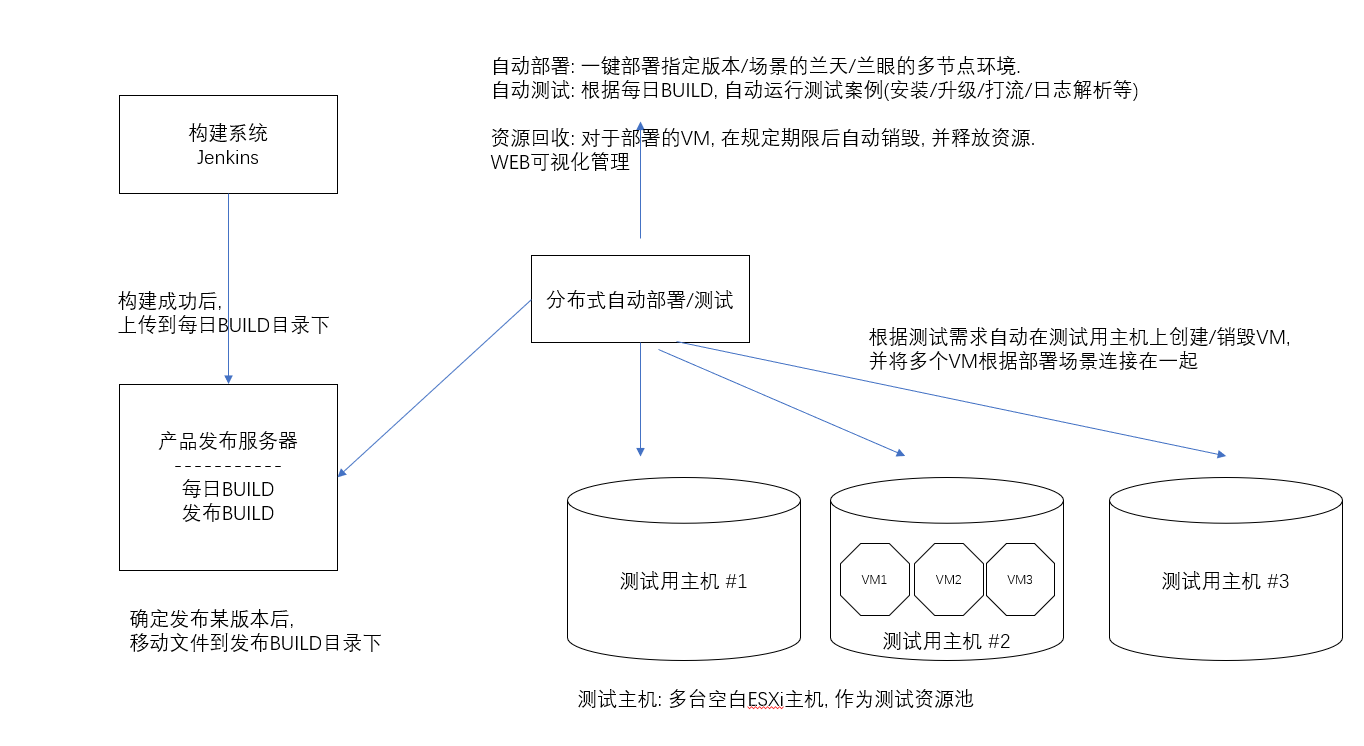 自动部署: 一键部署指定版本/场景的兰天/兰眼的多节点环境.
自动测试: 根据每日BUILD, 自动运行测试案例(安装/升级/打流/日志解析等)
资源回收: 对于部署的VM, 在规定期限后自动销毁, 并释放资源.
WEB可视化管理
构建系统
Jenkins
构建成功后,
上传到每日BUILD目录下
分布式自动部署/测试
根据测试需求自动在测试用主机上创建/销毁VM,
并将多个VM根据部署场景连接在一起
产品发布服务器
-----------
每日BUILD
发布BUILD
确定发布某版本后,
移动文件到发布BUILD目录下
测试用主机 #1
VM1
VM2
VM3
测试用主机 #2
测试用主机 #3
测试主机: 多台空白ESXi主机, 作为测试资源池